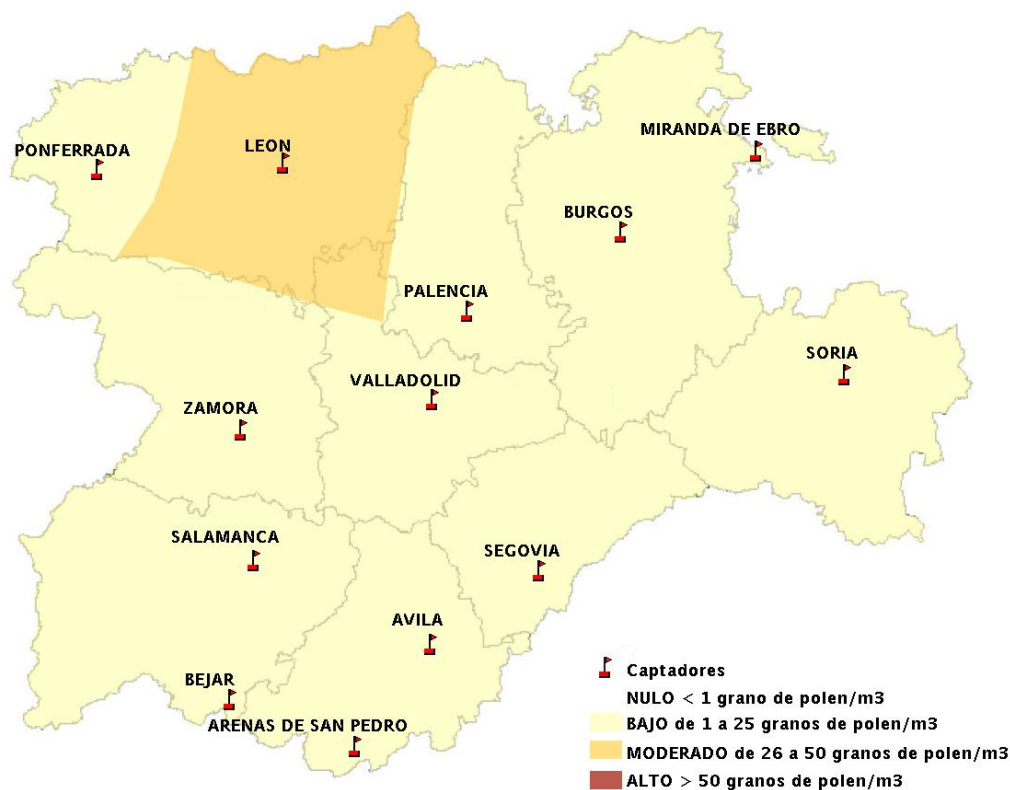 MIRANDA DE EBRO
PONFERRADA
LEON
BURGOS
PALENCIA
SORIA
VALLADOLID
ZAMORA
SALAMANCA
SEGOVIA
AVILA
BEJAR
ARENAS DE SAN PEDRO
Captadores
NULO < 1 grano de polen/m3
BAJO de 1 a 25 granos de polen/m3
MODERADO de 26 a 50 granos de polen/m3
ALTO > 50 granos de polen/m3